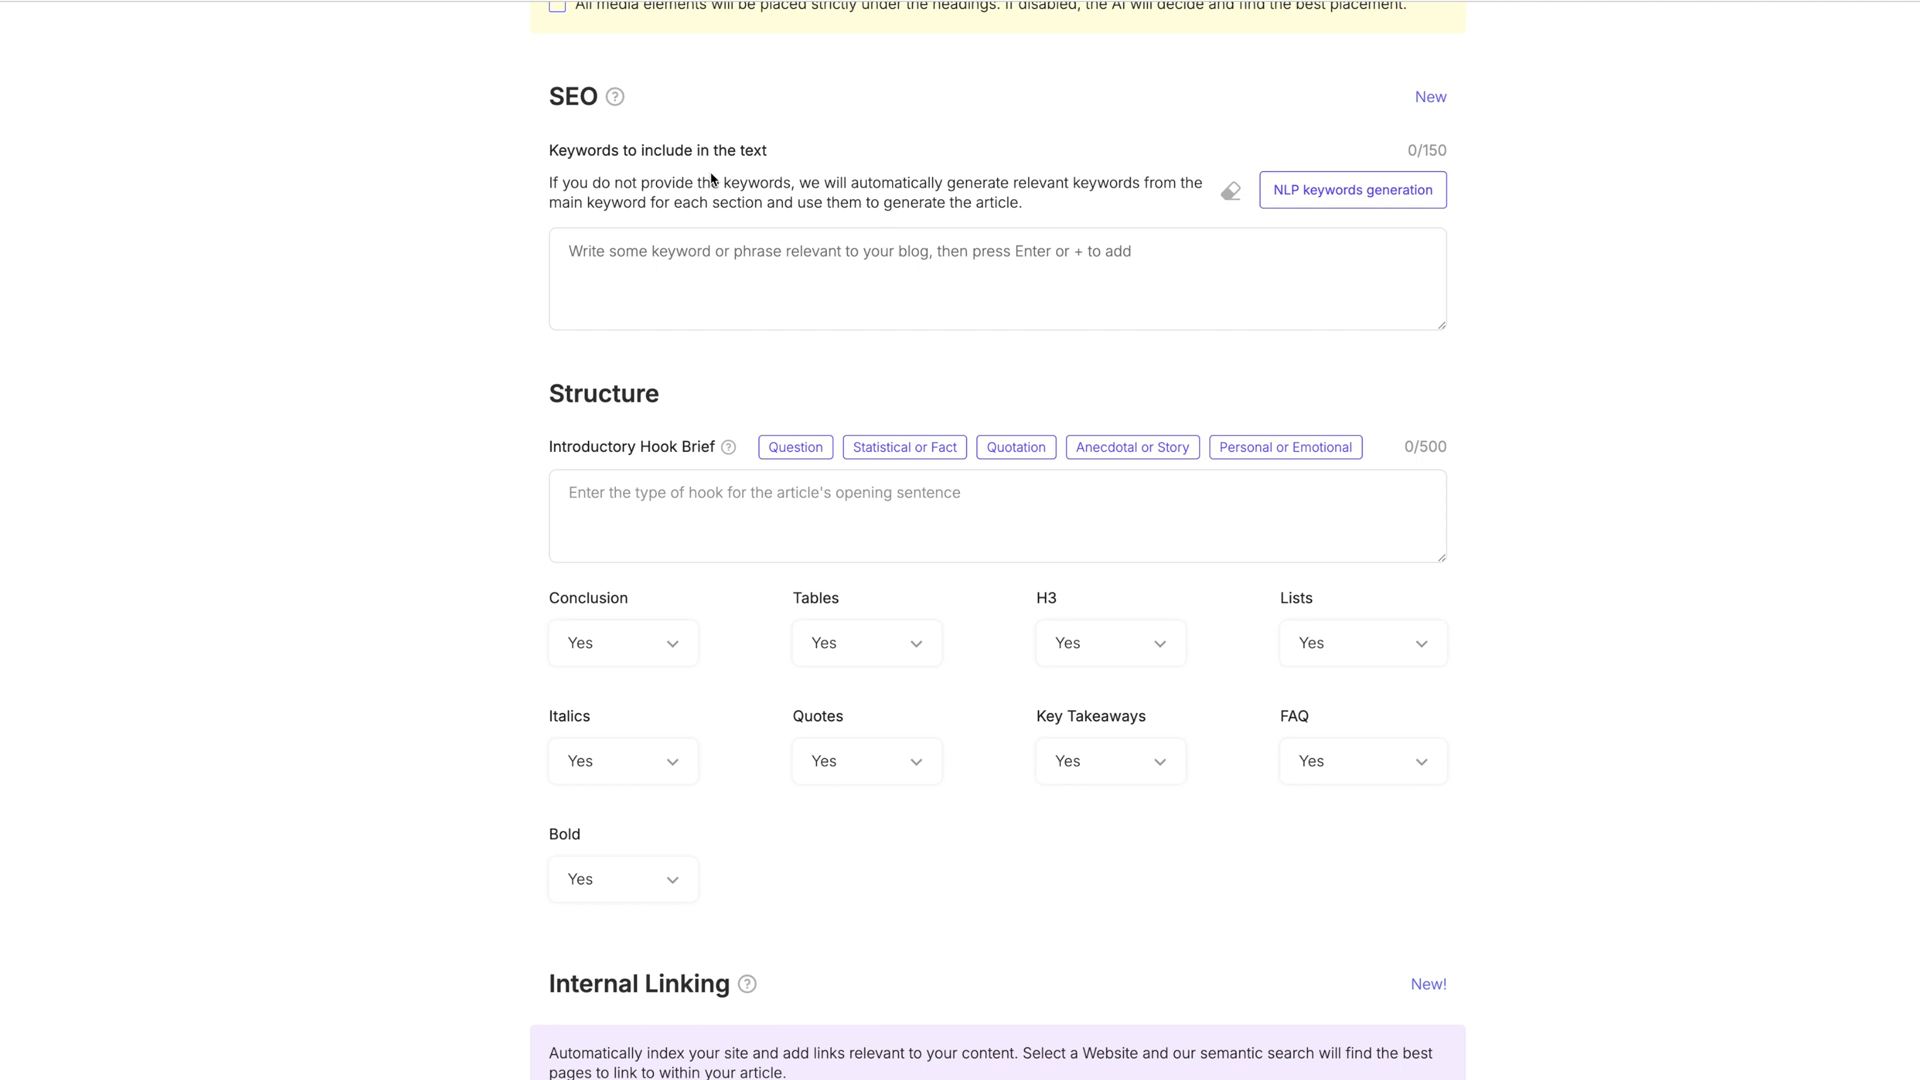 All media elements will be placed strictly under the headings. If disabled, the AI will decide and find the best placement.
SEO ?
New
Keywords to include in the text
0/150
If you do not provide the keywords, we will automatically generate relevant keywords from the
main keyword for each section and use them to generate the article.
NLP keywords generation
Write some keyword or phrase relevant to your blog, then press Enter or + to add
Structure
Introductory Hook Brief ? Question Statistical or Fact Quotation Anecdotal or Story Personal or Emotional 0/500
Enter the type of hook for the article's opening sentence
Conclusion Tables H3 Lists
Yes Yes Yes Yes
Italics Quotes Key Takeaways FAQ
Yes Yes Yes Yes
Bold
Yes
Internal Linking ?
New!
Automatically index your site and add links relevant to your content. Select a Website and our semantic search will find the best
pages to link to within your article.